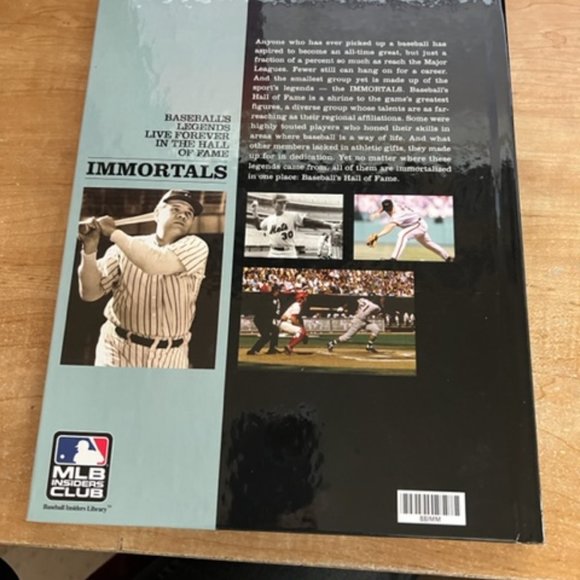 Anyone who has ever picked up a baseball has
aspired to become an all-time great, but just a
fraction of a percent so much as reach the Major
Leagues. Fewer still can hang on for a career.
And the smallest group yet is made up of the
sport's legends — the IMMORTALS. Baseball's
Hall of Fame is a shrine to the game's greatest
figures, a diverse group whose talents are as far-
reaching as their regional affiliations. Some were
highly touted players who honed their skills in
areas where baseball is a way of life. And what
other members lacked in athletic gifts, they made
up for in dedication. Yet no matter where these
legends came from, all of them are immortalized
in one place: Baseball's Hall of Fame.
BASEBALL'S
LEGENDS
LIVE FOREVER
IN THE HALL
OF FAME
IMMORTALS
Mets
30
MLB
INSIDERS
CLUB
Baseball Insiders Library™
BBIMM